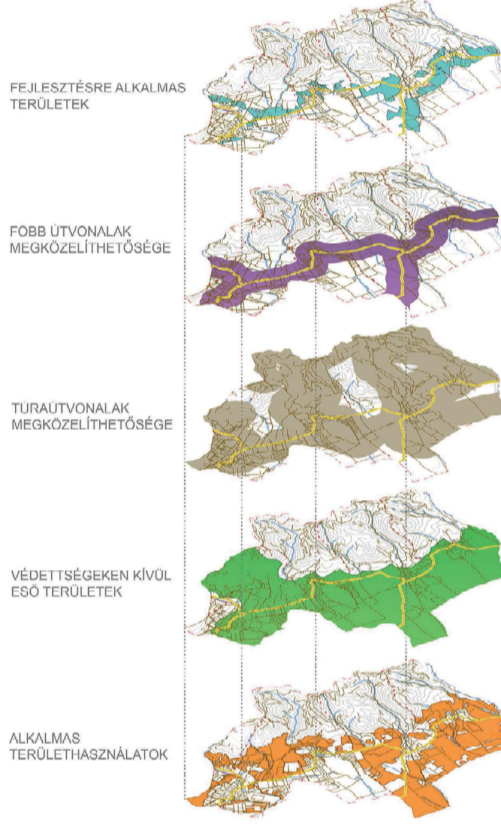 FEJLESZTÉSRE ALKALMAS
TERÜLETEK
FŐBB ÚTVONALAK
MEGKÖZELÍTHETŐSÉGE
TÚRAÚTVONALAK
MEGKÖZELÍTHETŐSÉGE
VÉDETTSÉGEKEN KÍVÜL
ESŐ TERÜLETEK
ALKALMAS
TERÜLETHASZNÁLATOK